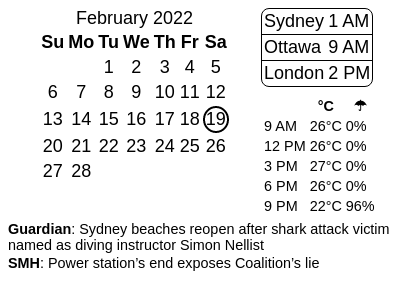 February 2022
Su Mo Tu We Th Fr Sa
1 2 3 4 5
6 7 8 9 10 11 12
13 14 15 16 17 18 19
20 21 22 23 24 25 26
27 28
Sydney 1 AM
Ottawa 9 AM
London 2 PM
°C ☂
9 AM 26°C 0%
12 PM 26°C 0%
3 PM 27°C 0%
6 PM 26°C 0%
9 PM 22°C 96%
Guardian: Sydney beaches reopen after shark attack victim
named as diving instructor Simon Nellist
SMH: Power station’s end exposes Coalition’s lie